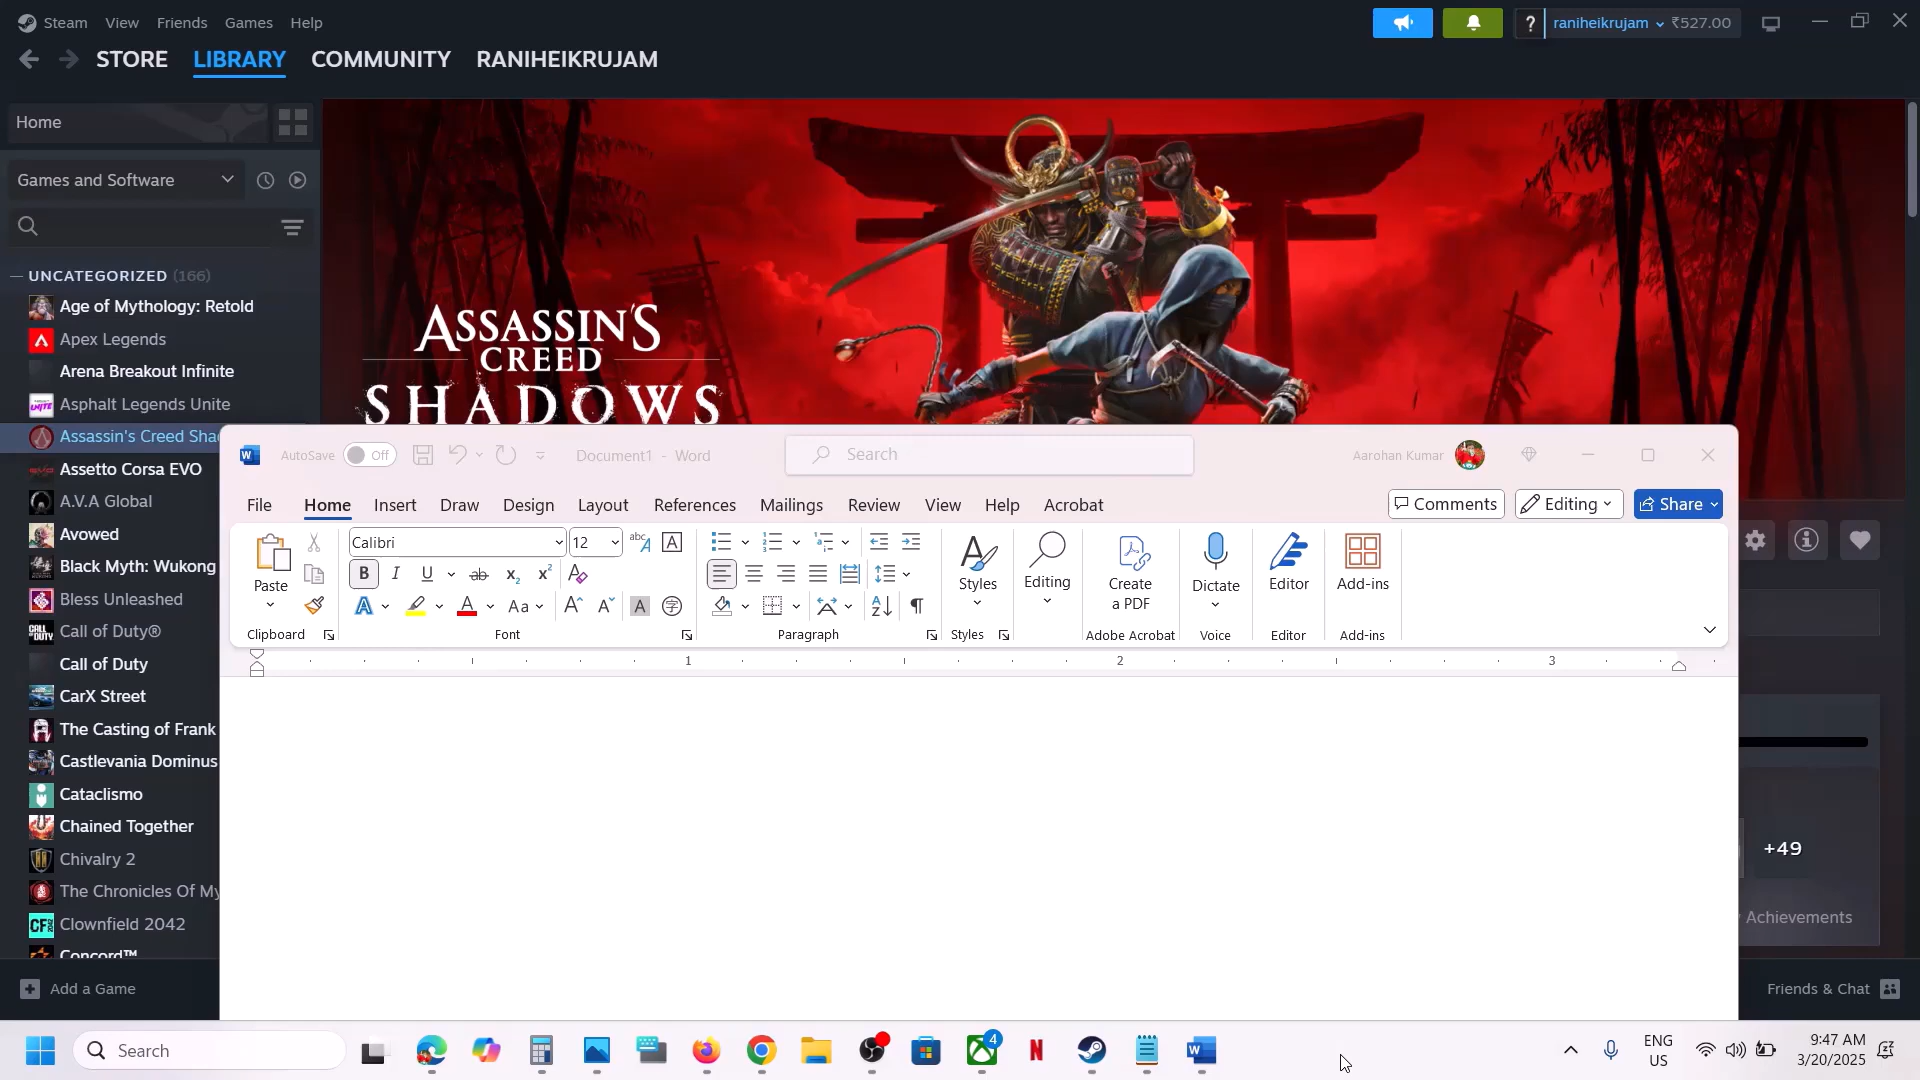 Steam View Friends Games Help
? raniheikrujam ₹527.00
STORE LIBRARY COMMUNITY RANIHEIKRUJAM
Home
Games and Software
UNCATEGORIZED (166)
Age of Mythology: Retold
Apex Legends
Arena Breakout Infinite
Asphalt Legends Unite
Assassin's Creed Sha
Assetto Corsa EVO
A.V.A Global
Avowed
Black Myth: Wukong
Bless Unleashed
Call of Duty®
Call of Duty
CarX Street
The Casting of Frank
Castlevania Dominus
Cataclismo
Chained Together
Chivalry 2
The Chronicles Of My
Clownfield 2042
Concord™
Add a Game
ASSASSIN'S
CREED
SHADOWS
AutoSave Off Document1 - Word Search Aarohan Kumar
File Home Insert Draw Design Layout References Mailings Review View Help Acrobat Comments Editing Share
Paste
Clipboard
Calibri 12
B I U ab x₂ x²
A A Aa A A A
Font
Paragraph
Styles
Styles
Editing
Create
a PDF
Adobe Acrobat
Dictate
Voice
Editor
Editor
Add-ins
Add-ins
1 2 3
+49
Achievements
Friends & Chat
Search
4
ENG
US
9:47 AM
3/20/2025